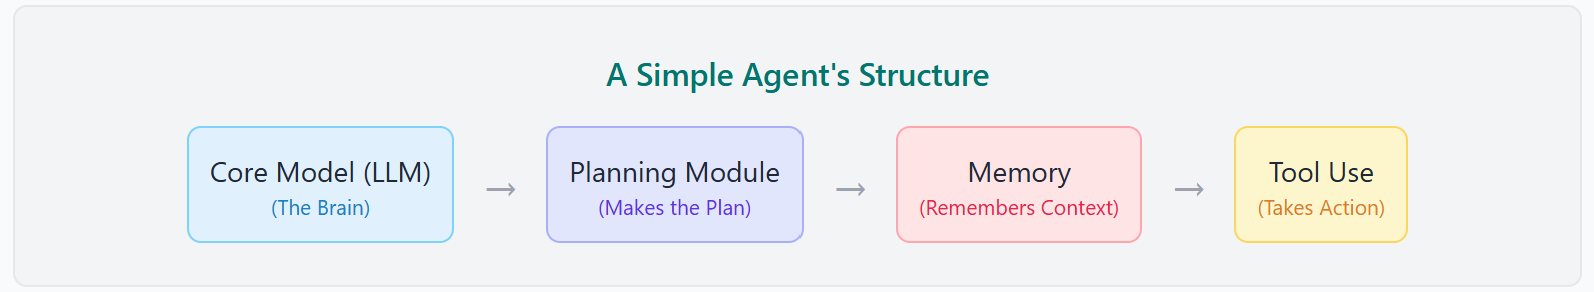 A Simple Agent's Structure
Core Model (LLM)
(The Brain)
→
Planning Module
(Makes the Plan)
→
Memory
(Remembers Context)
→
Tool Use
(Takes Action)